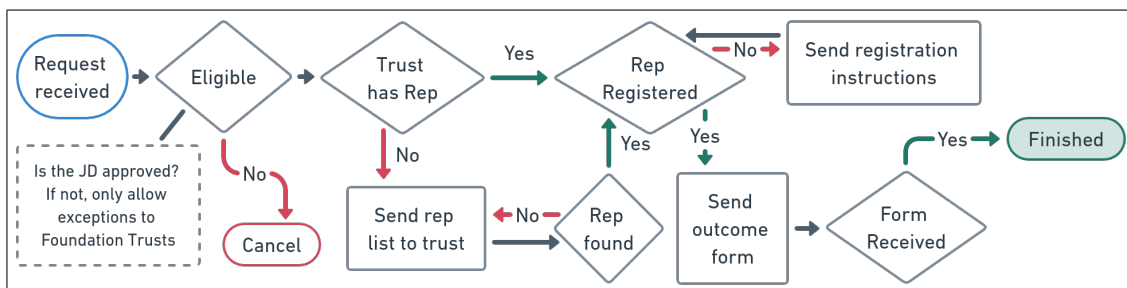 Request
received
Eligible
Trust
has Rep
Yes
Rep
Registered
No
Send registration
instructions
Is the JD approved?
If not, only allow
exceptions to
Foundation Trusts
No
Cancel
No
Send rep
list to trust
No
Rep
found
Yes
Yes
Send
outcome
form
Form
Received
Yes
Finished